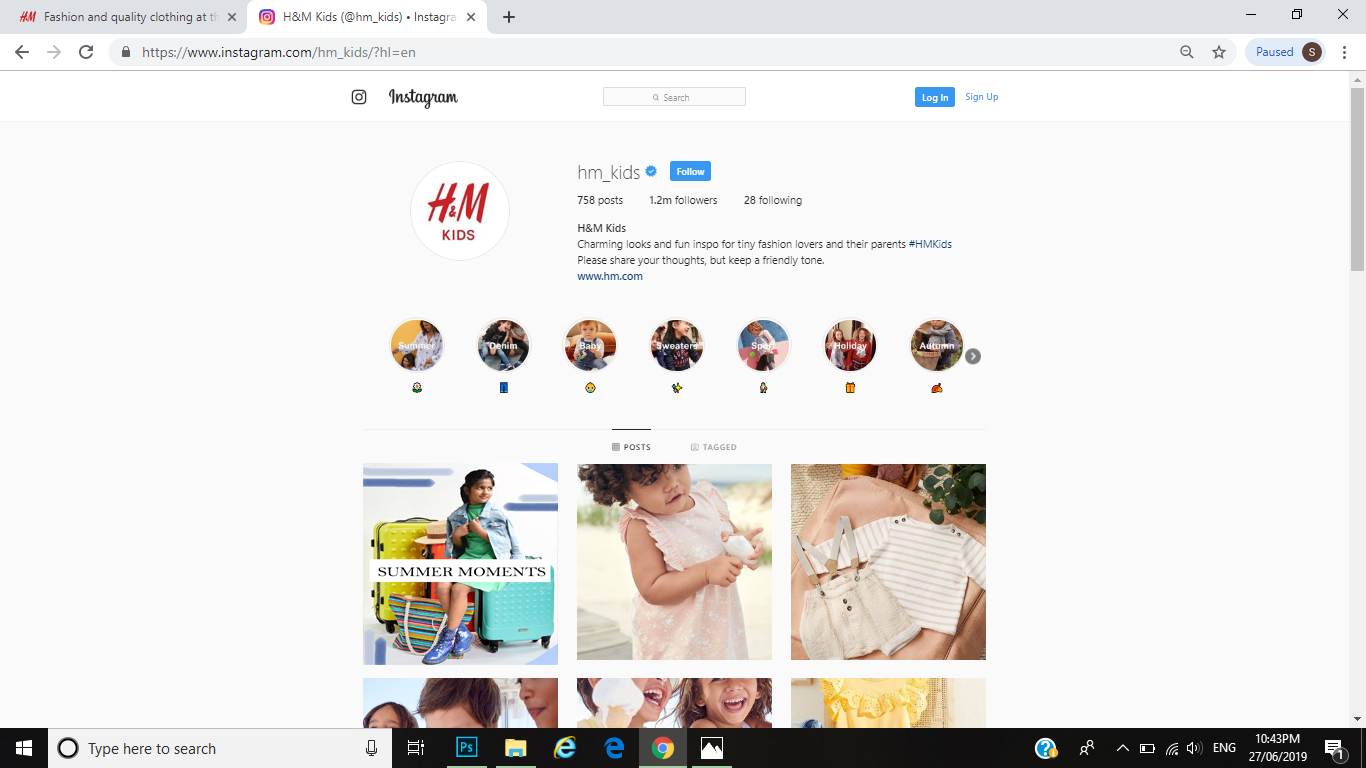 H&M Fashion and quality clothing at th
H&M Kids (@hm_kids) • Instagra
https://www.instagram.com/hm_kids/?hl=en
Paused S
Instagram
Search
Log In Sign Up
H&M
KIDS
hm_kids Follow
758 posts 1.2m followers 28 following
H&M Kids
Charming looks and fun inspo for tiny fashion lovers and their parents #HMKids
Please share your thoughts, but keep a friendly tone.
www.hm.com
Summer Denim Baby Sweaters Sport Holiday Autumn
POSTS TAGGED
SUMMER MOMENTS
Type here to search
Ps
ENG
10:43PM
27/06/2019
1